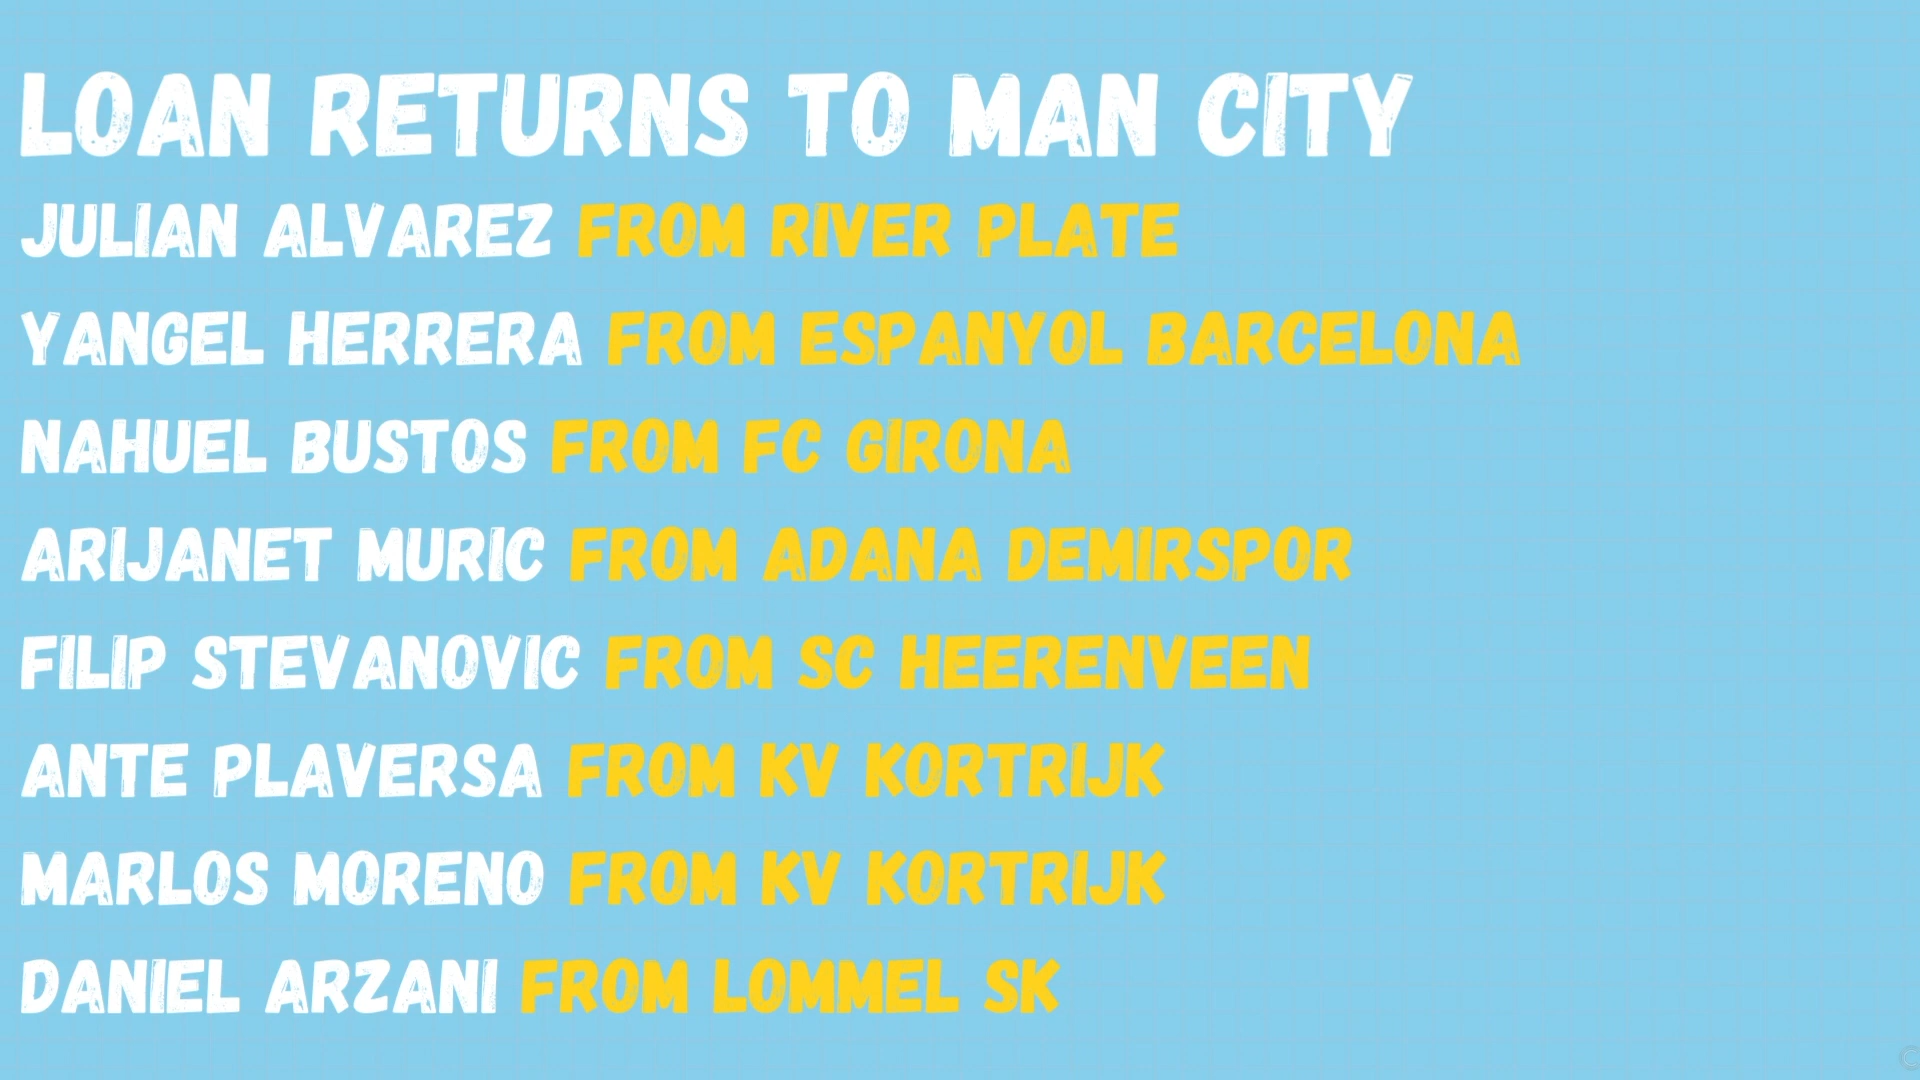 LOAN RETURNS TO MAN CITY
JULIAN ALVAREZ FROM RIVER PLATE
YANGEL HERRERA FROM ESPANYOL BARCELONA
NAHUEL BUSTOS FROM FC GIRONA
ARIJANET MURIC FROM ADANA DEMIRSPOR
FILIP STEVANOVIC FROM SC HEERENVEEN
ANTE PLAVERSA FROM KV KORTRIJK
MARLOS MORENO FROM KV KORTRIJK
DANIEL ARZANI FROM LOMMEL SK